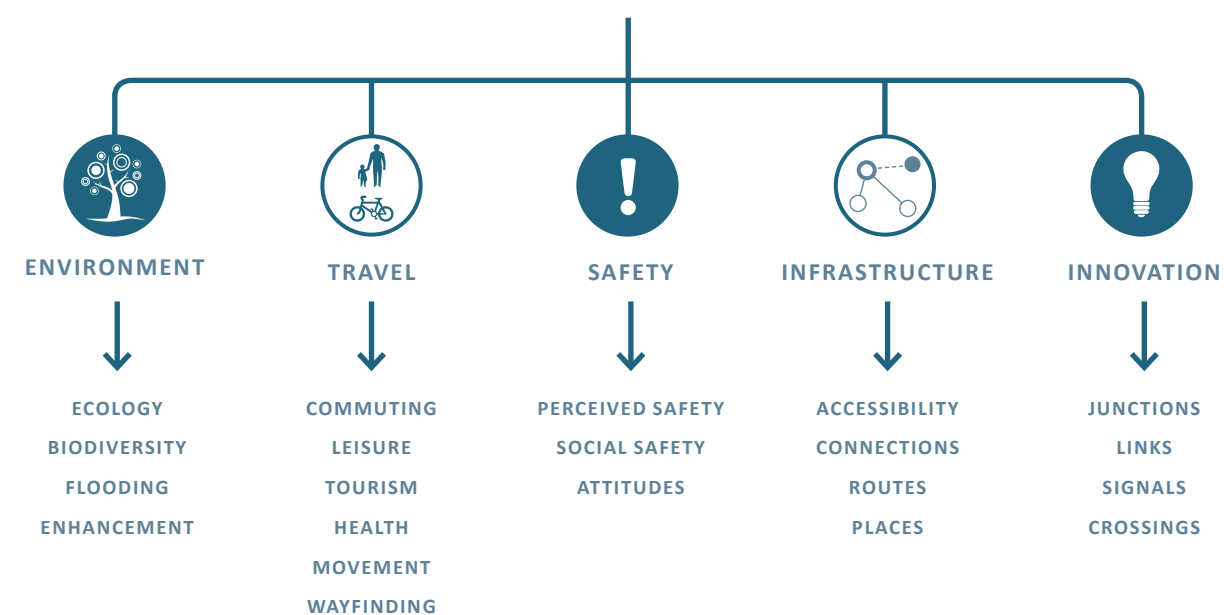 ENVIRONMENT
ECOLOGY
BIODIVERSITY
FLOODING
ENHANCEMENT
TRAVEL
COMMUTING
LEISURE
TOURISM
HEALTH
MOVEMENT
WAYFINDING
SAFETY
PERCEIVED SAFETY
SOCIAL SAFETY
ATTITUDES
INFRASTRUCTURE
ACCESSIBILITY
CONNECTIONS
ROUTES
PLACES
INNOVATION
JUNCTIONS
LINKS
SIGNALS
CROSSINGS